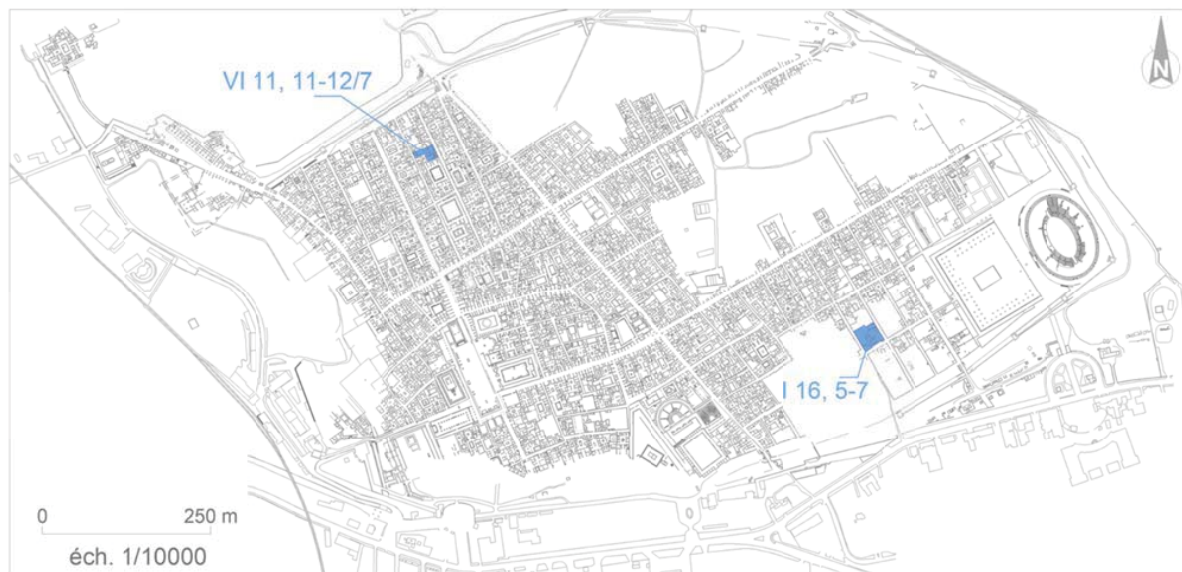 VI 11, 11-12/7
N
I 16, 5-7
0 250 m
éch. 1/10000